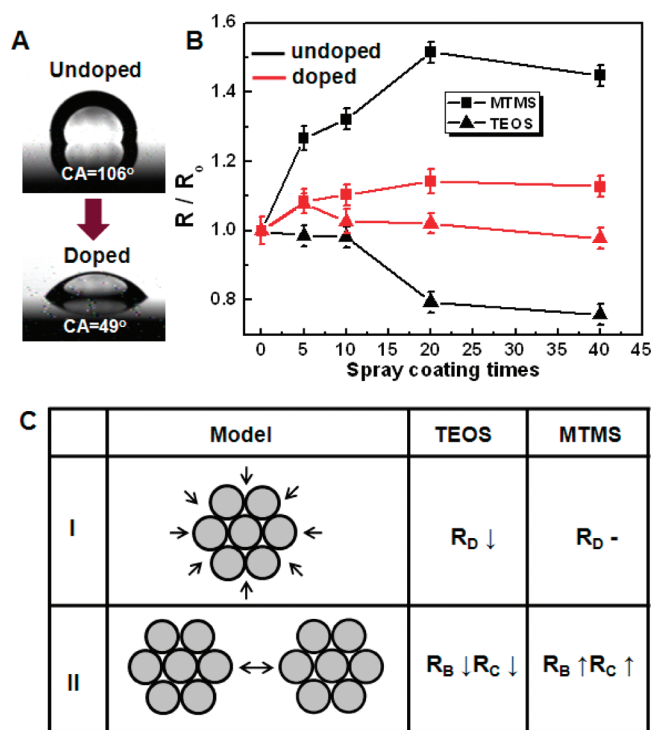 A
Undoped
CA=106°
Doped
CA=49°
B
1.6
1.4
1.2
1.0
0.8
R / Ro
undoped
doped
MTMS
TEOS
0 5 10 15 20 25 30 35 40 45
Spray coating times
C
Model TEOS MTMS
I RD ↓ RD -
II RB ↓RC ↓ RB ↑RC ↑